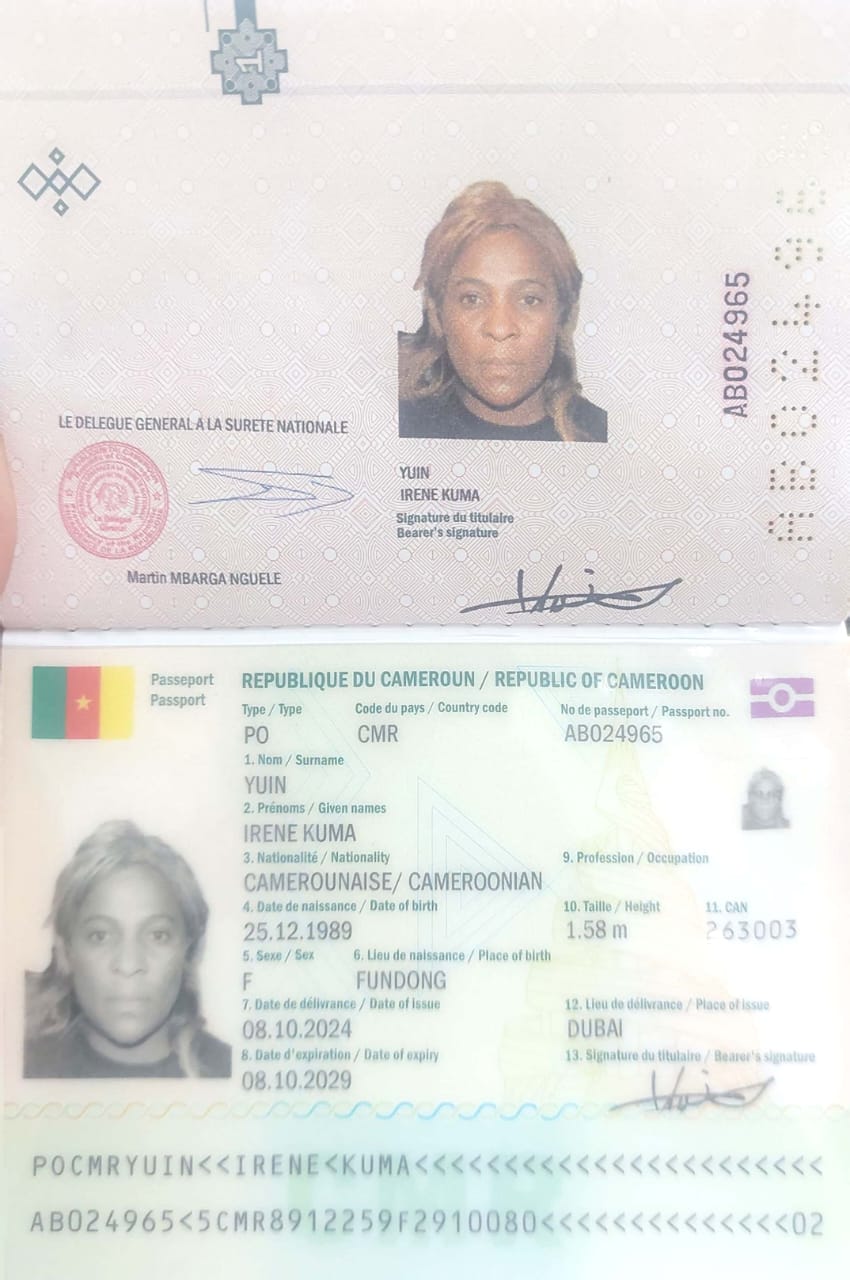 1
AB024965
AB02496
LE DELEGUE GENERAL A LA SURETE NATIONALE
YUIN
IRENE KUMA
Signature du titulaire
Bearer's signature
Martin MBARGA NGUELE
Passeport
Passport
REPUBLIQUE DU CAMEROUN / REPUBLIC OF CAMEROON
Type / Type Code du pays / Country code No de passeport / Passport no.
PO CMR AB024965
1. Nom / Surname
YUIN
2. Prénoms / Given names
IRENE KUMA
3. Nationalité / Nationality 9. Profession / Occupation
CAMEROUNAISE/ CAMEROONIAN
4. Date de naissance / Date of birth 10. Taille / Height 11. CAN
25.12.1989 1.58 m 263003
5. Sexe / Sex 6. Lieu de naissance / Place of birth
F FUNDONG
7. Date de délivrance / Date of issue 12. Lieu de délivrance / Place of issue
08.10.2024 DUBAI
8. Date d'expiration / Date of expiry 13. Signature du titulaire / Bearer's signature
08.10.2029
POCMRYUIN<<IRENE<KUMA<<<<<<<<<<<<<<<<<<<<<<<
AB024965<5CMR8912259F2910080<<<<<<<<<<<<<<02